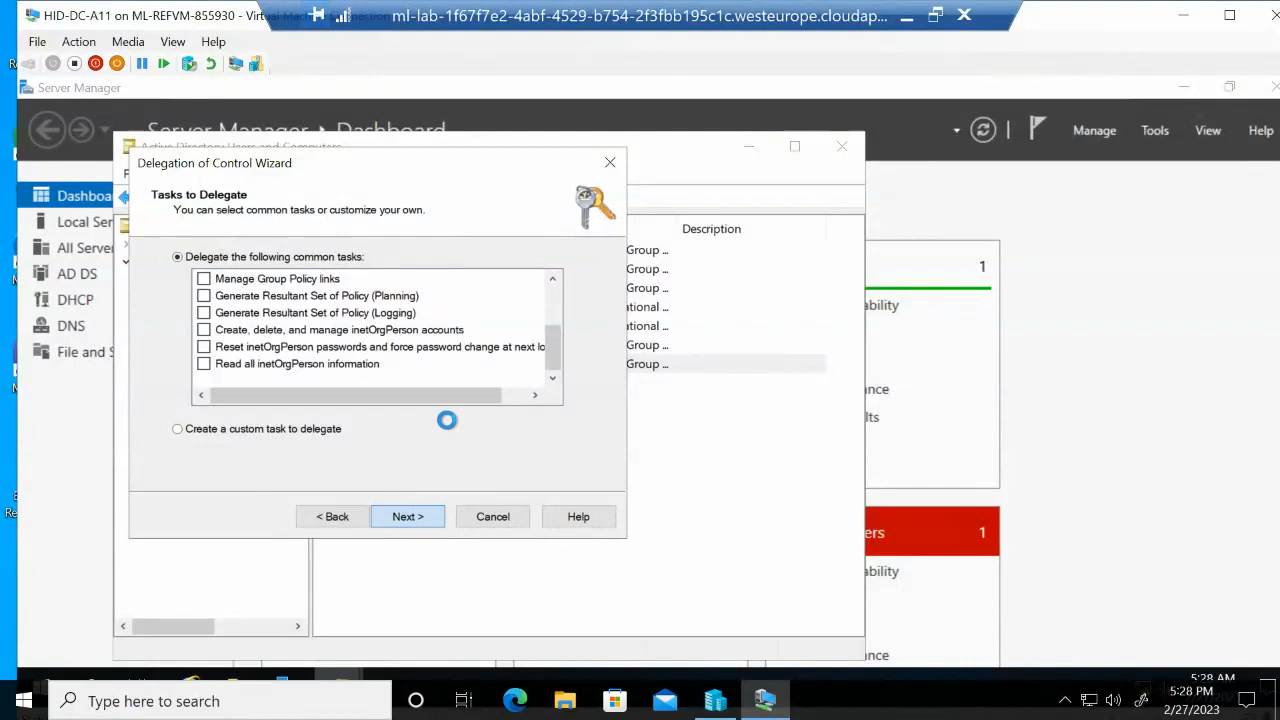 HID-DC-A11 on ML-REFVM-855930 - Virtual Machine Connection
ml-lab-1f67f7e2-4abf-4529-b754-2f3fbb195c1c.westeurope.cloudap...
File Action Media View Help
Server Manager
Server Manager Dashboard
Manage Tools View Help
Active Directory Users and Computers
Delegation of Control Wizard
Tasks to Delegate
You can select common tasks or customize your own.
Dashboa
Local Ser
All Server
AD DS
DHCP
DNS
File and S
Delegate the following common tasks:
Manage Group Policy links
Generate Resultant Set of Policy (Planning)
Generate Resultant Set of Policy (Logging)
Create, delete, and manage inetOrgPerson accounts
Reset inetOrgPerson passwords and force password change at next lo
Read all inetOrgPerson information
Create a custom task to delegate
< Back Next > Cancel Help
Description
Group ...
Group ...
Group ...
ational ...
ational ...
Group ...
Group ...
1
ability
ance
lts
ers 1
ability
ance
5:28 AM
Type here to search
5:28 PM
2/27/2023